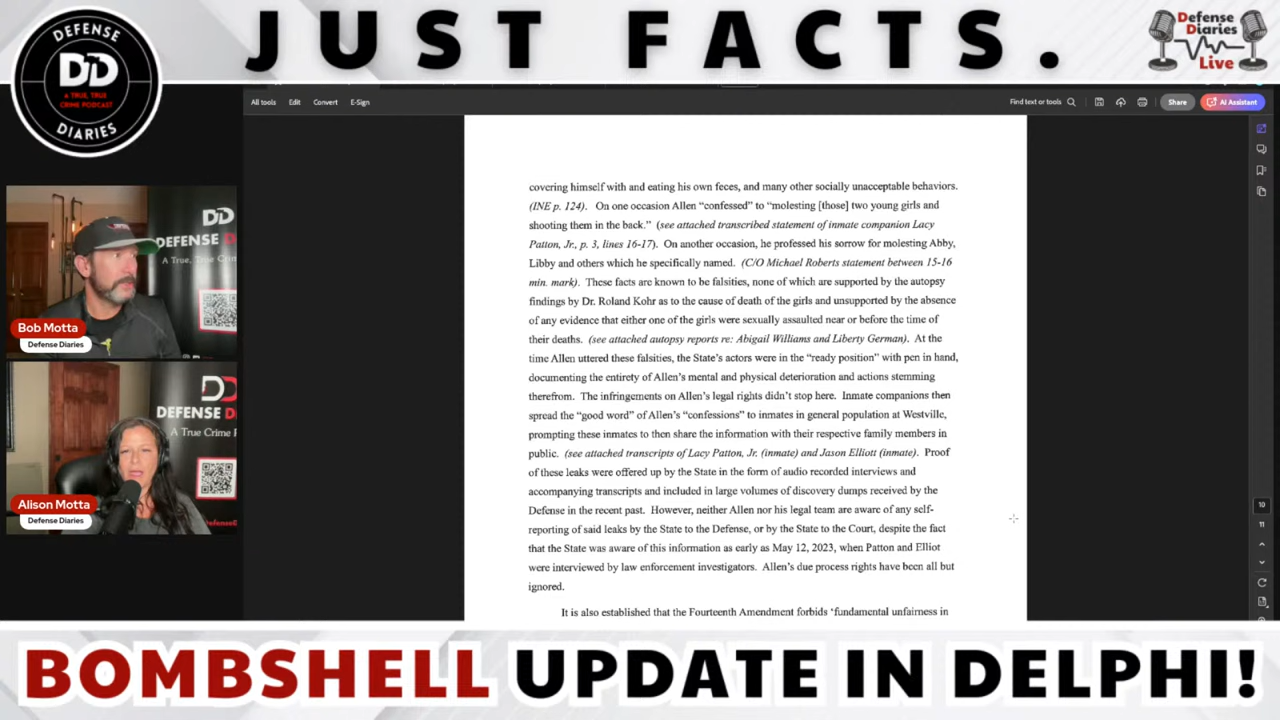 DEFENSE
DD
A TRUE, TRUE
CRIME PODCAST
DIARIES
JUST FACTS.
Defense
Diaries
Live
All tools
Edit
Convert
E-Sign
Find text or tools
Share
AI Assistant
covering himself with and eating his own feces, and many other socially unacceptable behaviors.
(INE p. 124). On one occasion Allen “confessed” to “molesting [those] two young girls and
shooting them in the back.” (see attached transcribed statement of inmate companion Lacy
Patton, Jr., p. 3, lines 16-17). On another occasion, he professed his sorrow for molesting Abby,
Libby and others which he specifically named. (C/O Michael Roberts statement between 15-16
min. mark). These facts are known to be falsities, none of which are supported by the autopsy
findings by Dr. Roland Kohr as to the cause of death of the girls and unsupported by the absence
of any evidence that either one of the girls were sexually assaulted near or before the time of
their deaths. (see attached autopsy reports re: Abigail Williams and Liberty German). At the
time Allen uttered these falsities, the State’s actors were in the “ready position” with pen in hand,
documenting the entirety of Allen’s mental and physical deterioration and actions stemming
therefrom. The infringements on Allen’s legal rights didn’t stop here. Inmate companions then
spread the “good word” of Allen’s “confessions” to inmates in general population at Westville,
prompting these inmates to then share the information with their respective family members in
public. (see attached transcripts of Lacy Patton, Jr. (inmate) and Jason Elliott (inmate). Proof
of these leaks were offered up by the State in the form of audio recorded interviews and
accompanying transcripts and included in large volumes of discovery dumps received by the
Defense in the recent past. However, neither Allen nor his legal team are aware of any self-
reporting of said leaks by the State to the Defense, or by the State to the Court, despite the fact
that the State was aware of this information as early as May 12, 2023, when Patton and Elliot
were interviewed by law enforcement investigators. Allen’s due process rights have been all but
ignored.
It is also established that the Fourteenth Amendment forbids ‘fundamental unfairness in
10
11
DD
DEFENSE D
A True, True
Bob Motta
Defense Diaries
DEFENSE D
A True Crime P
Alison Motta
Defense Diaries
BOMBSHELL UPDATE IN DELPHI!